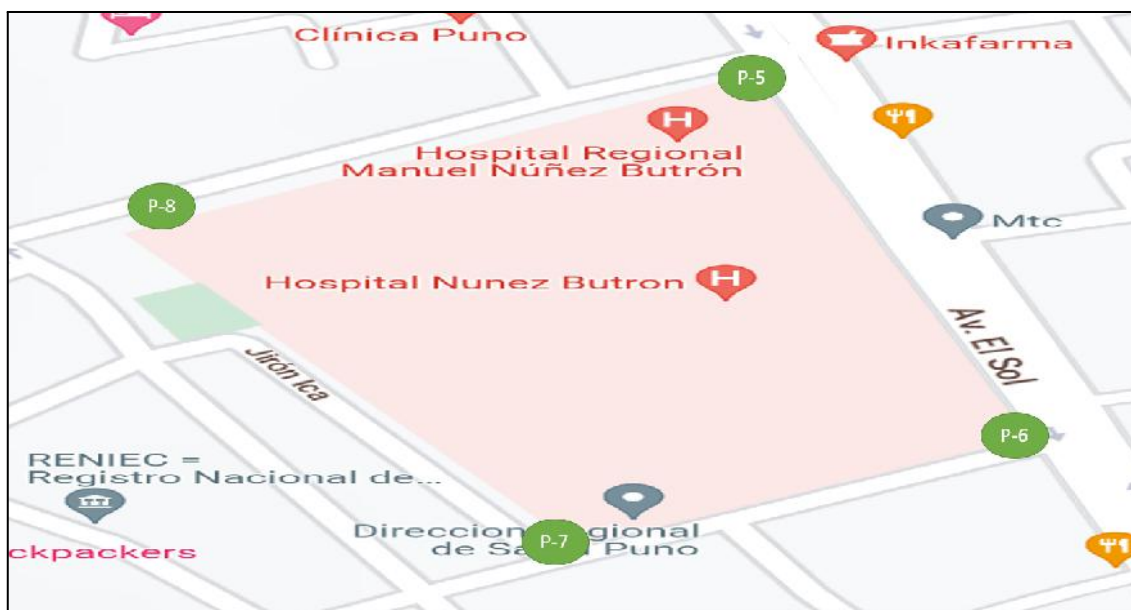 Clínica Puno
Inkafarma
P-5
Hospital Regional
Manuel Núñez Butrón
P-8
Mtc
Hospital Nunez Butron
Av. El Sol
Jirón Ica
P-6
RENIEC =
Registro Nacional de...
Direccion gional
de Sa Puno
P-7
ckpackers